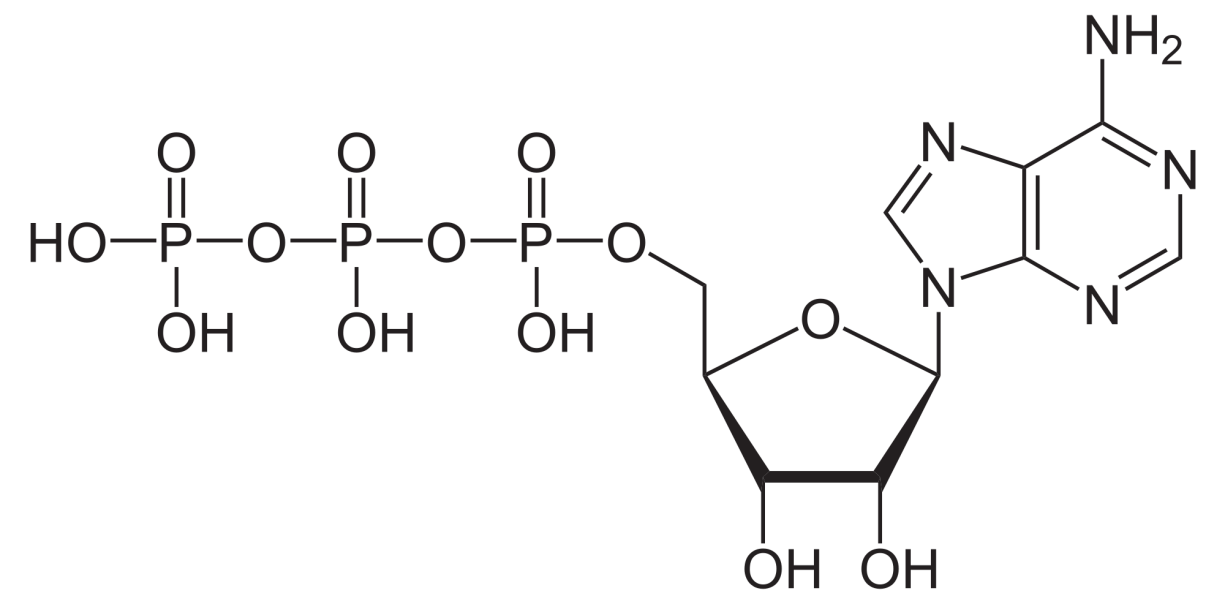 NH₂
O O O N N
HO P O P O P O
OH OH OH O N N
OH OH